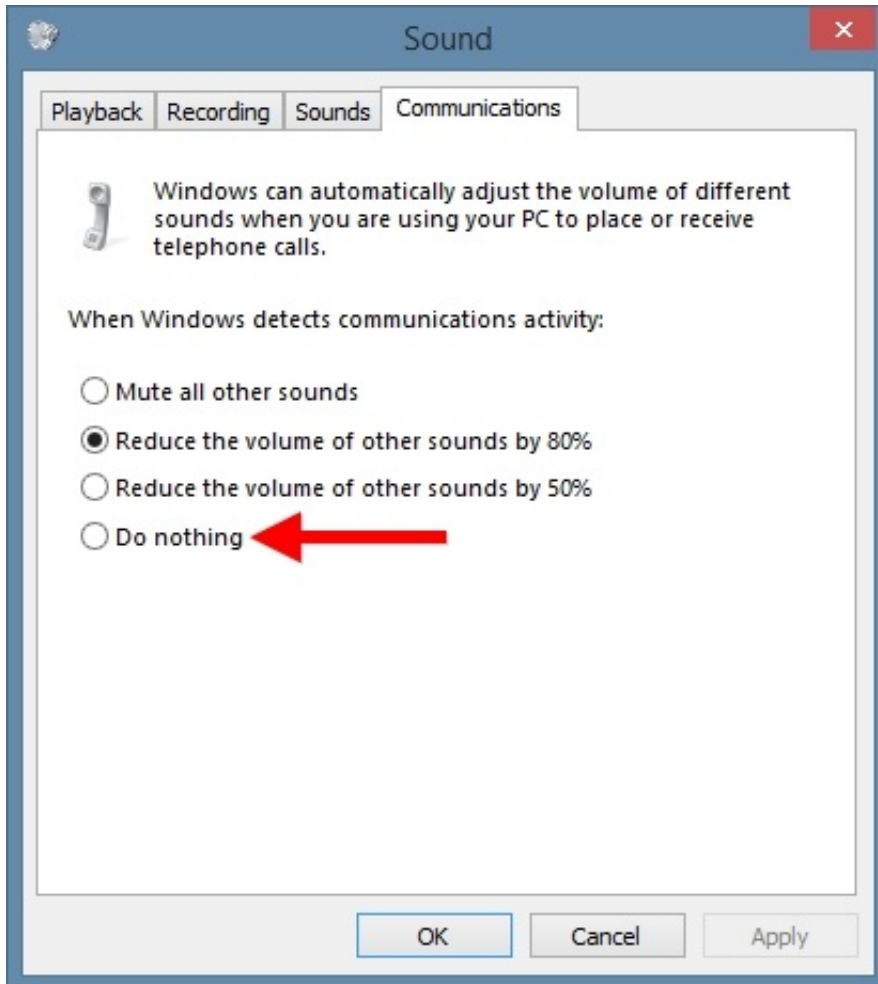 Sound
Playback
Recording
Sounds
Communications
Windows can automatically adjust the volume of different
sounds when you are using your PC to place or receive
telephone calls.
When Windows detects communications activity:
Mute all other sounds
Reduce the volume of other sounds by 80%
Reduce the volume of other sounds by 50%
Do nothing
OK
Cancel
Apply